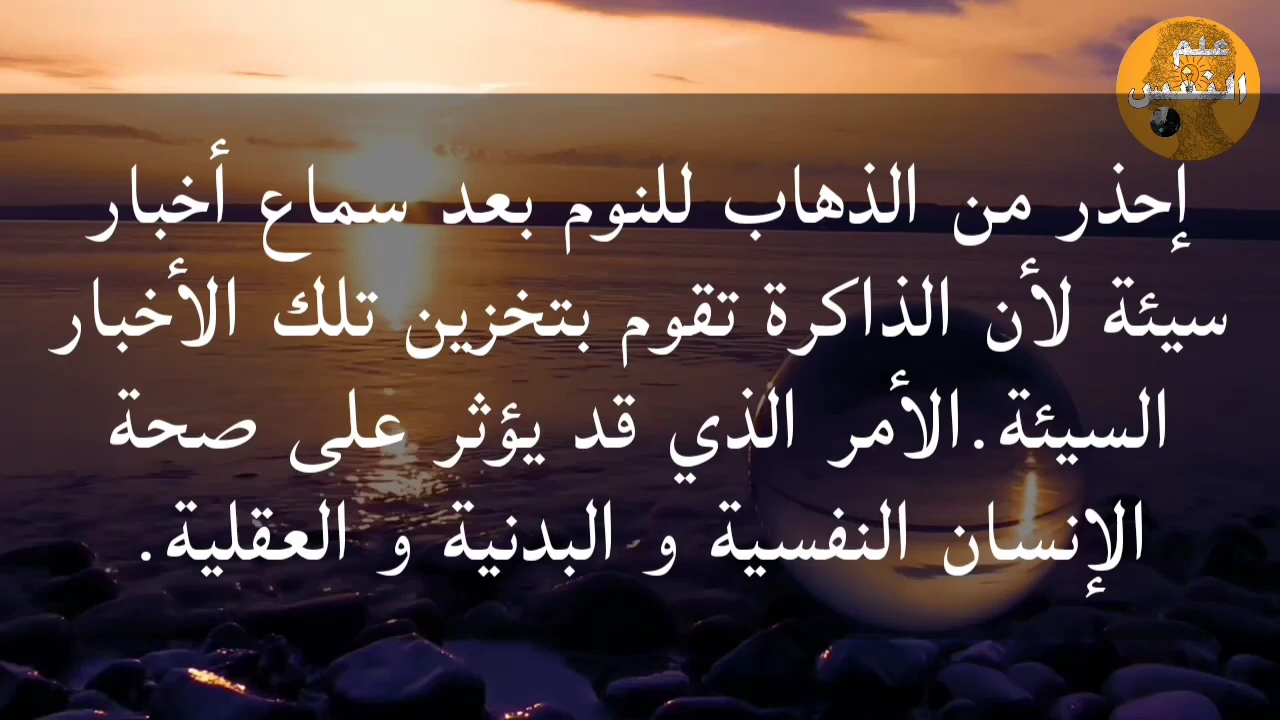 علم
النفس
إحذر من الذهاب للنوم بعد سماع أخبار
سيئة لأن الذاكرة تقوم بتخزين تلك الأخبار
السيئة.الأمر الذي قد يؤثر على صحة
الإنسان النفسية و البدنية و العقلية.